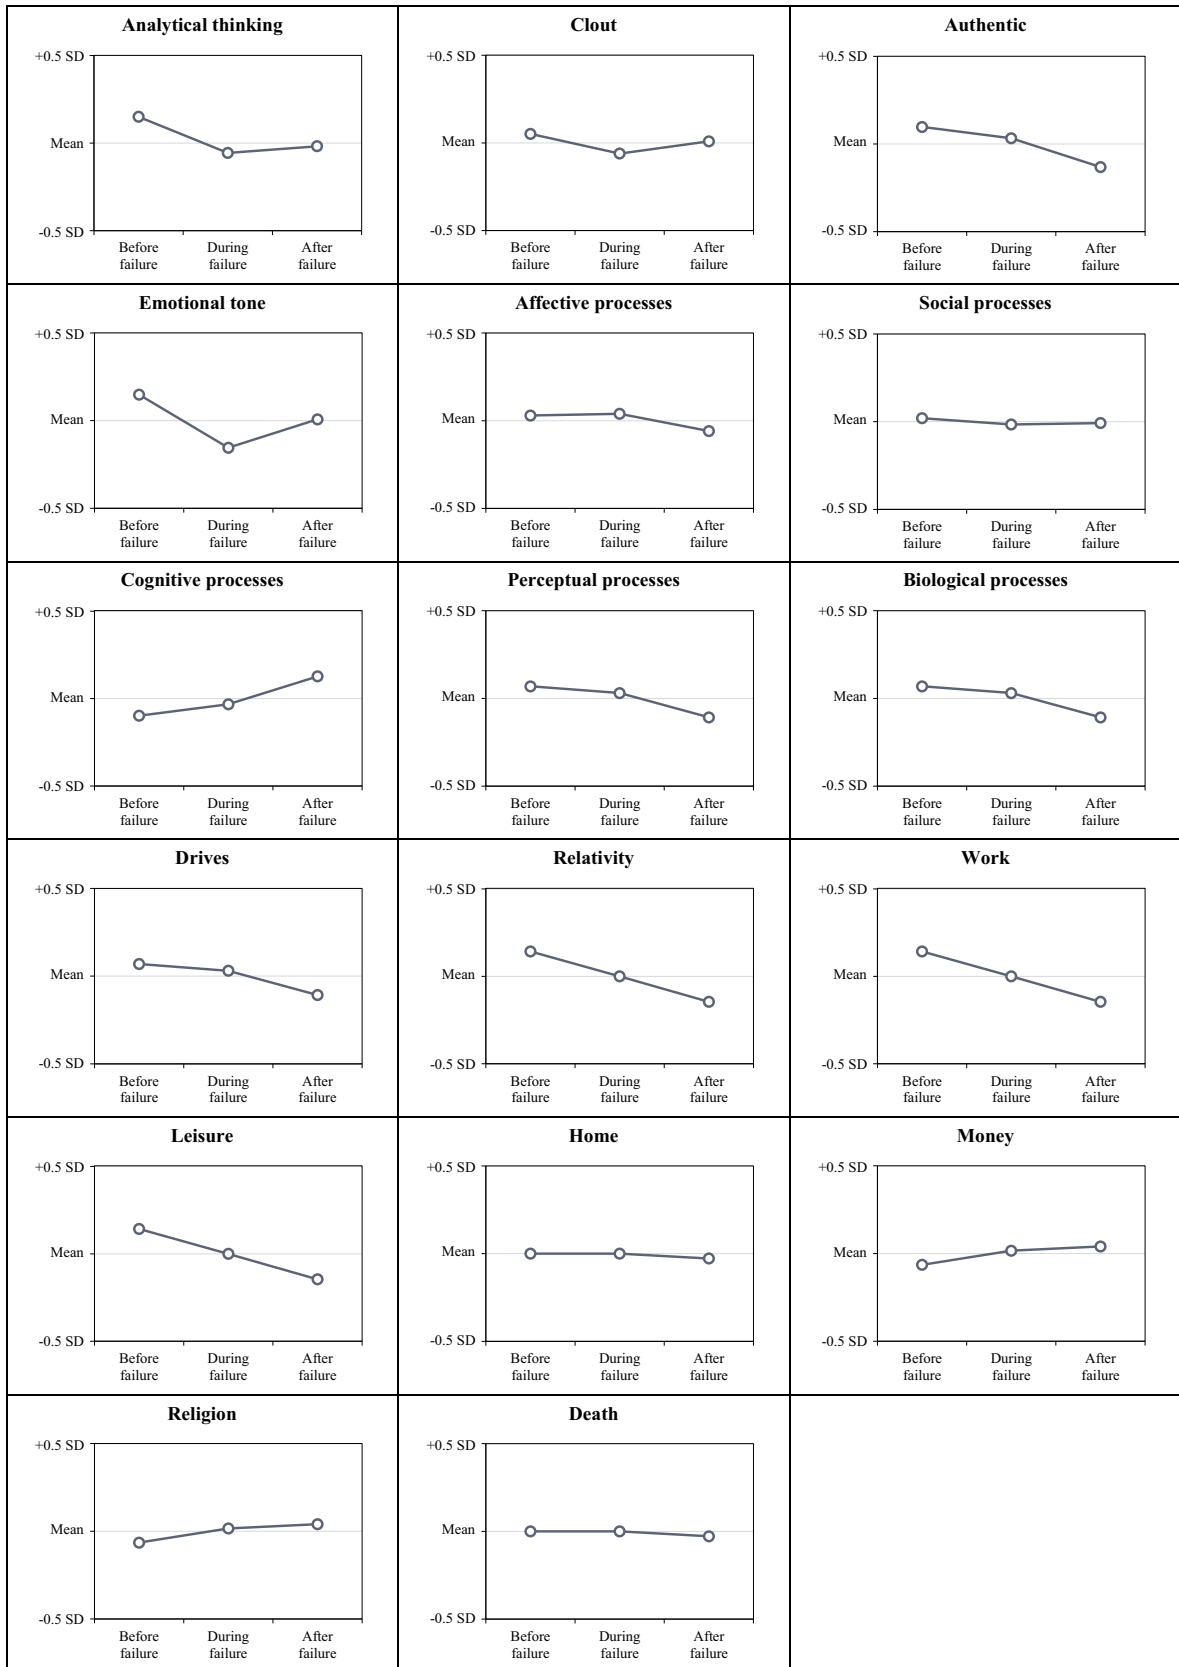 Analytical thinking
+0.5 SD
Mean
-0.5 SD
Before failure
During failure
After failure
Clout
+0.5 SD
Mean
-0.5 SD
Before failure
During failure
After failure
Authentic
+0.5 SD
Mean
-0.5 SD
Before failure
During failure
After failure
Emotional tone
+0.5 SD
Mean
-0.5 SD
Before failure
During failure
After failure
Affective processes
+0.5 SD
Mean
-0.5 SD
Before failure
During failure
After failure
Social processes
+0.5 SD
Mean
-0.5 SD
Before failure
During failure
After failure
Cognitive processes
+0.5 SD
Mean
-0.5 SD
Before failure
During failure
After failure
Perceptual processes
+0.5 SD
Mean
-0.5 SD
Before failure
During failure
After failure
Biological processes
+0.5 SD
Mean
-0.5 SD
Before failure
During failure
After failure
Drives
+0.5 SD
Mean
-0.5 SD
Before failure
During failure
After failure
Relativity
+0.5 SD
Mean
-0.5 SD
Before failure
During failure
After failure
Work
+0.5 SD
Mean
-0.5 SD
Before failure
During failure
After failure
Leisure
+0.5 SD
Mean
-0.5 SD
Before failure
During failure
After failure
Home
+0.5 SD
Mean
-0.5 SD
Before failure
During failure
After failure
Money
+0.5 SD
Mean
-0.5 SD
Before failure
During failure
After failure
Religion
+0.5 SD
Mean
-0.5 SD
Before failure
During failure
After failure
Death
+0.5 SD
Mean
-0.5 SD
Before failure
During failure
After failure